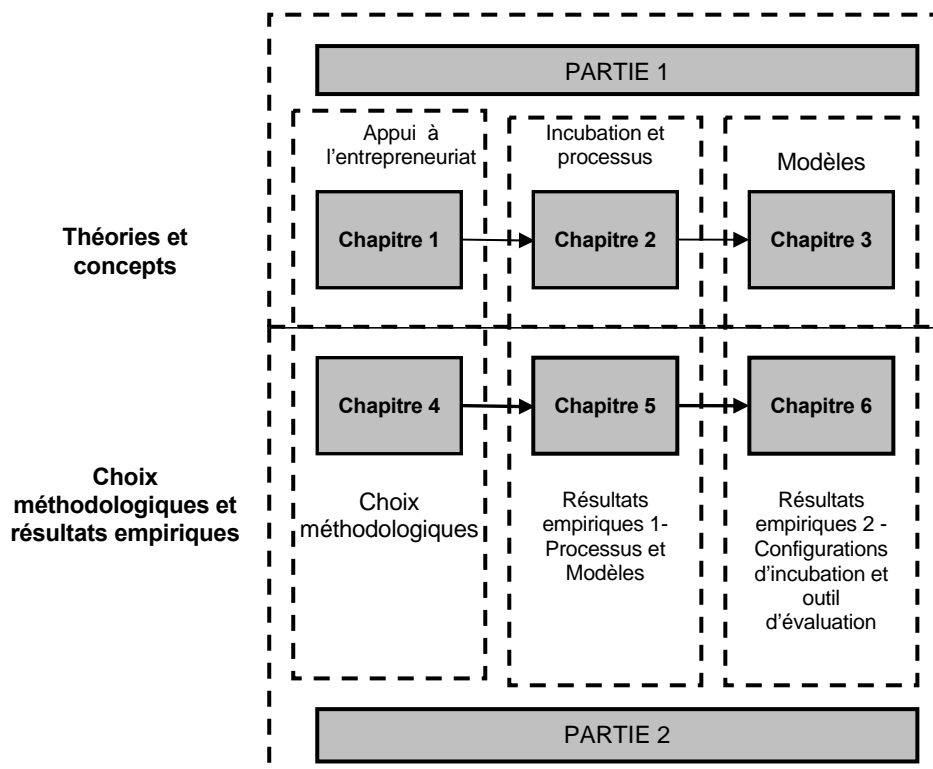 PARTIE 1
Appui à
l'entrepreneuriat
Incubation et
processus
Modèles
Théories et
concepts
Chapitre 1
Chapitre 2
Chapitre 3
Chapitre 4
Chapitre 5
Chapitre 6
Choix
méthodologiques et
résultats empiriques
Choix
méthodologiques
Résultats
empiriques 1-
Processus et
Modèles
Résultats
empiriques 2 -
Configurations
d'incubation et
outil
d'évaluation
PARTIE 2